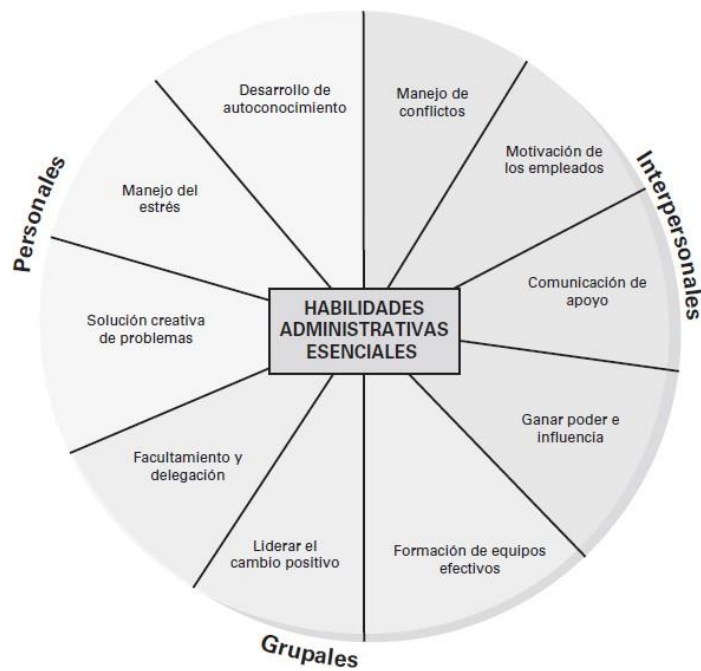 Desarrollo de
autoconocimiento
Manejo de
conflictos
Motivación de
los empleados
Comunicación de
apoyo
Ganar poder e
influencia
Formación de equipos
efectivos
Liderar el
cambio positivo
Facultamiento y
delegación
Solución creativa
de problemas
Manejo del
estrés
HABILIDADES
ADMINISTRATIVAS
ESENCIALES
Personales
Interpersonales
Grupales